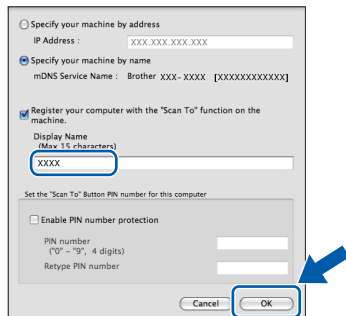 Specify your machine by address
IP Address : XXX.XXX.XXX.XXX
Specify your machine by name
mDNS Service Name : Brother XXX-XXXX [XXXXXXXXXXXX]
Register your computer with the "Scan To" function on the
machine.
Display Name
(Max 15 characters)
XXXX
Set the "Scan To" Button PIN number for this computer
Enable PIN number protection
PIN number
("0" – "9", 4 digits)
Retype PIN number
Cancel OK